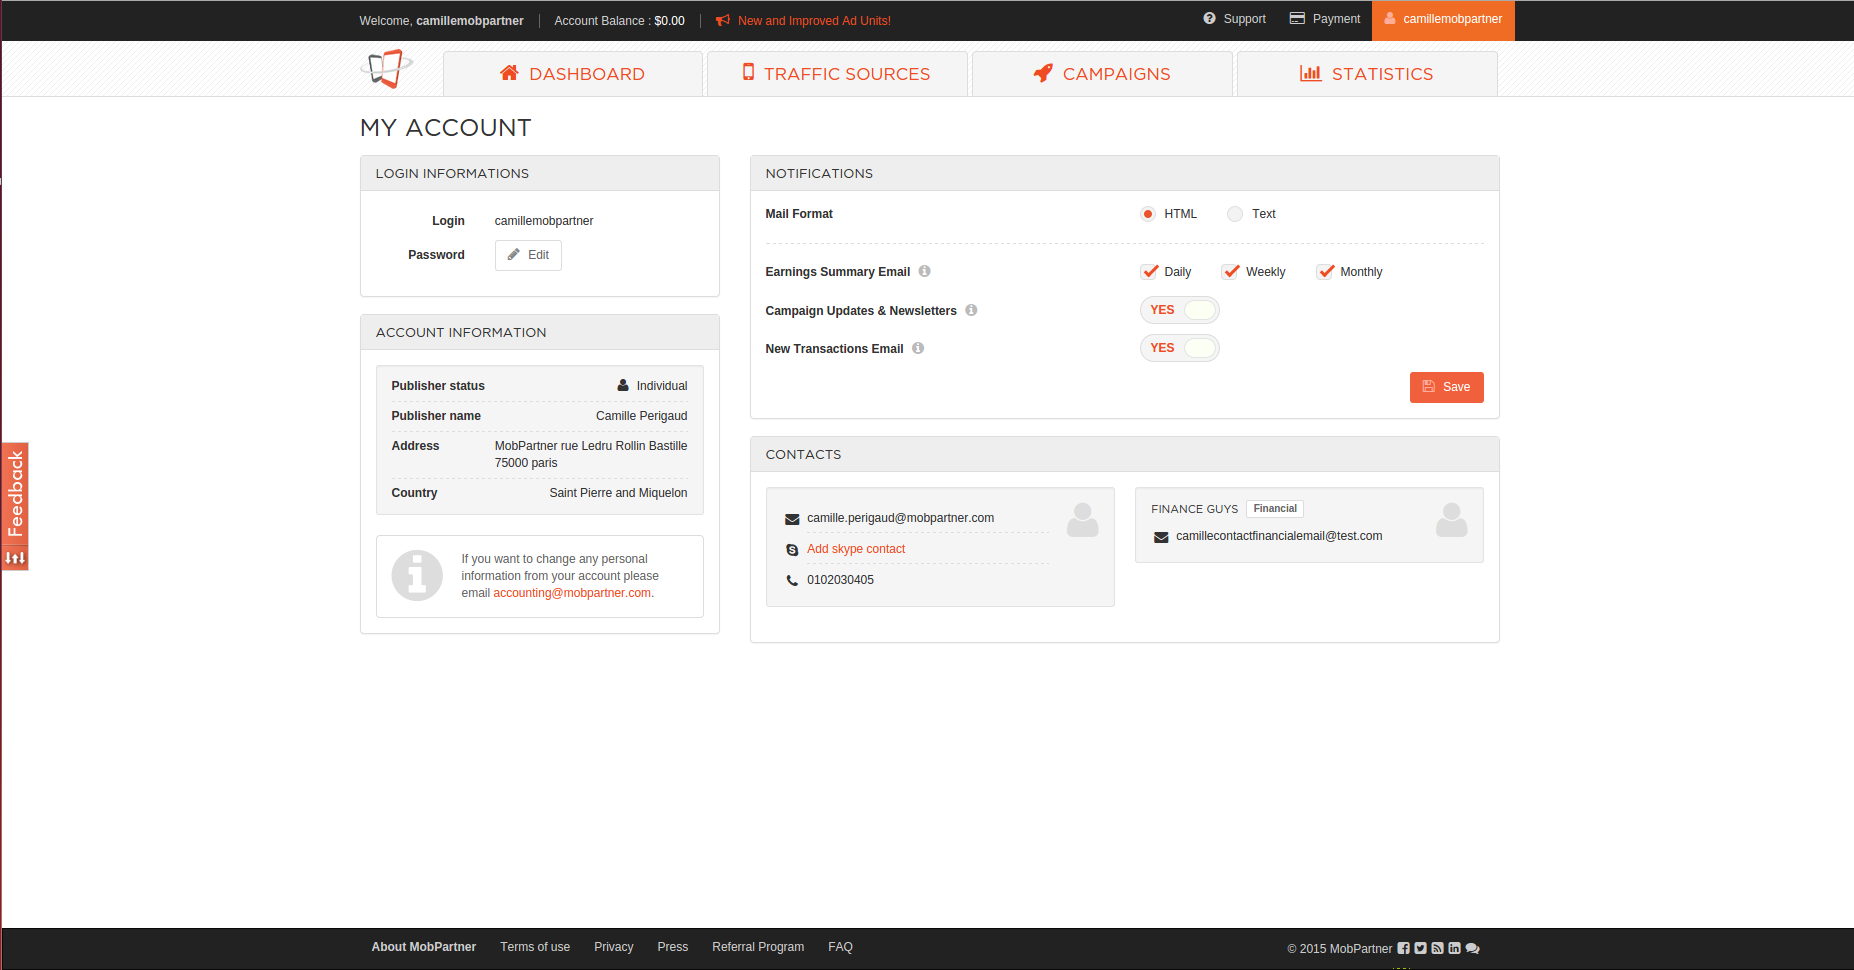 Welcome, camillemobpartner
Account Balance : $0.00
New and Improved Ad Units!
Support
Payment
camillemobpartner
DASHBOARD
TRAFFIC SOURCES
CAMPAIGNS
STATISTICS
MY ACCOUNT
LOGIN INFORMATIONS
Login camillemobpartner
Password Edit
ACCOUNT INFORMATION
Publisher status Individual
Publisher name Camille Perigaud
Address MobPartner rue Ledru Rollin Bastille
75000 paris
Country Saint Pierre and Miquelon
If you want to change any personal
information from your account please
email accounting@mobpartner.com.
NOTIFICATIONS
Mail Format HTML Text
Earnings Summary Email Daily Weekly Monthly
Campaign Updates & Newsletters YES
New Transactions Email YES
Save
CONTACTS
camille.perigaud@mobpartner.com
Add skype contact
0102030405
FINANCE GUYS Financial
camillecontactfinancialemail@test.com
Feedback
About MobPartner Terms of use Privacy Press Referral Program FAQ
© 2015 MobPartner